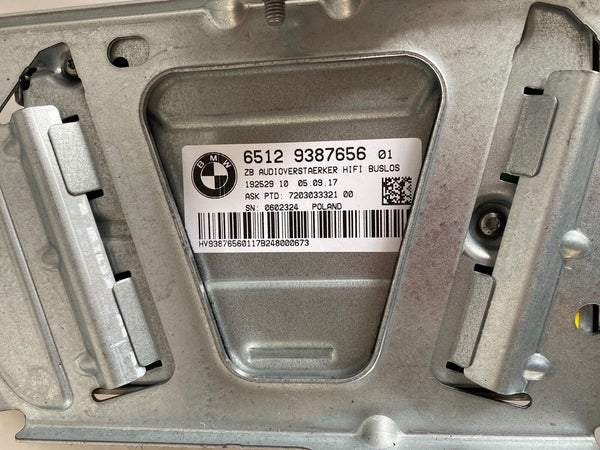 BMW
6512 9387656 01
ZB AUDIOVERSTAERKER HIFI BUSLOS
192529 10 05.09.17
ASK PTD: 7203033321 00
SN: 0602324 POLAND
HV93876560117B248000673